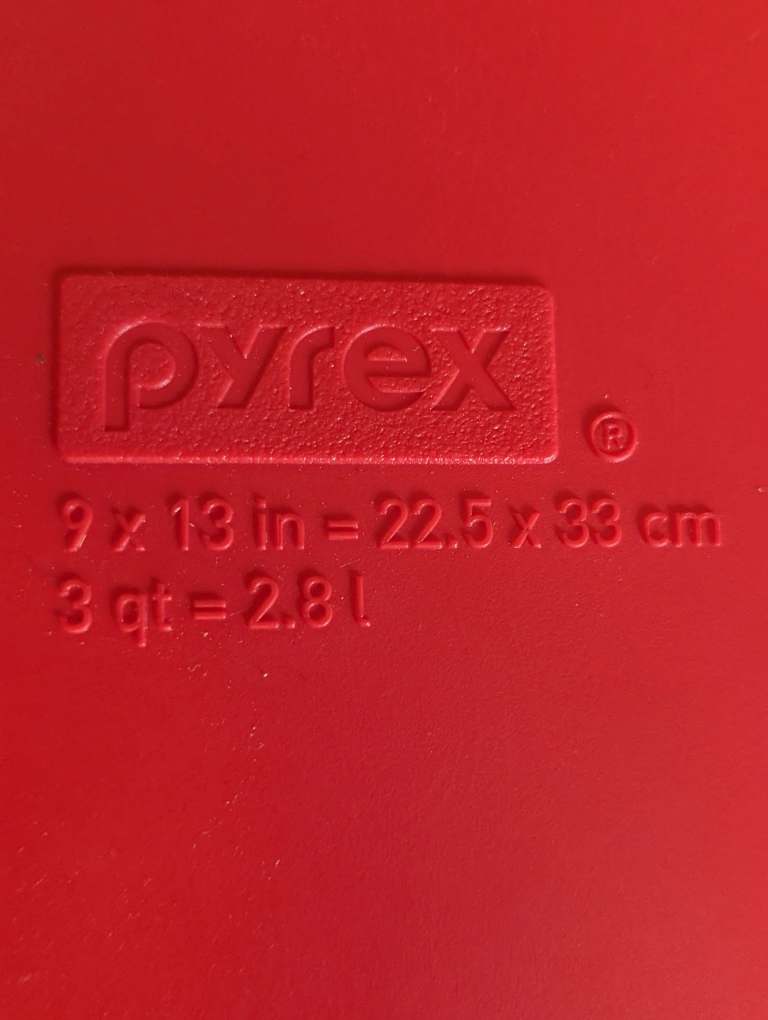 pyrex ®
9 x 13 in = 22.5 x 33 cm
3 qt = 2.8 l